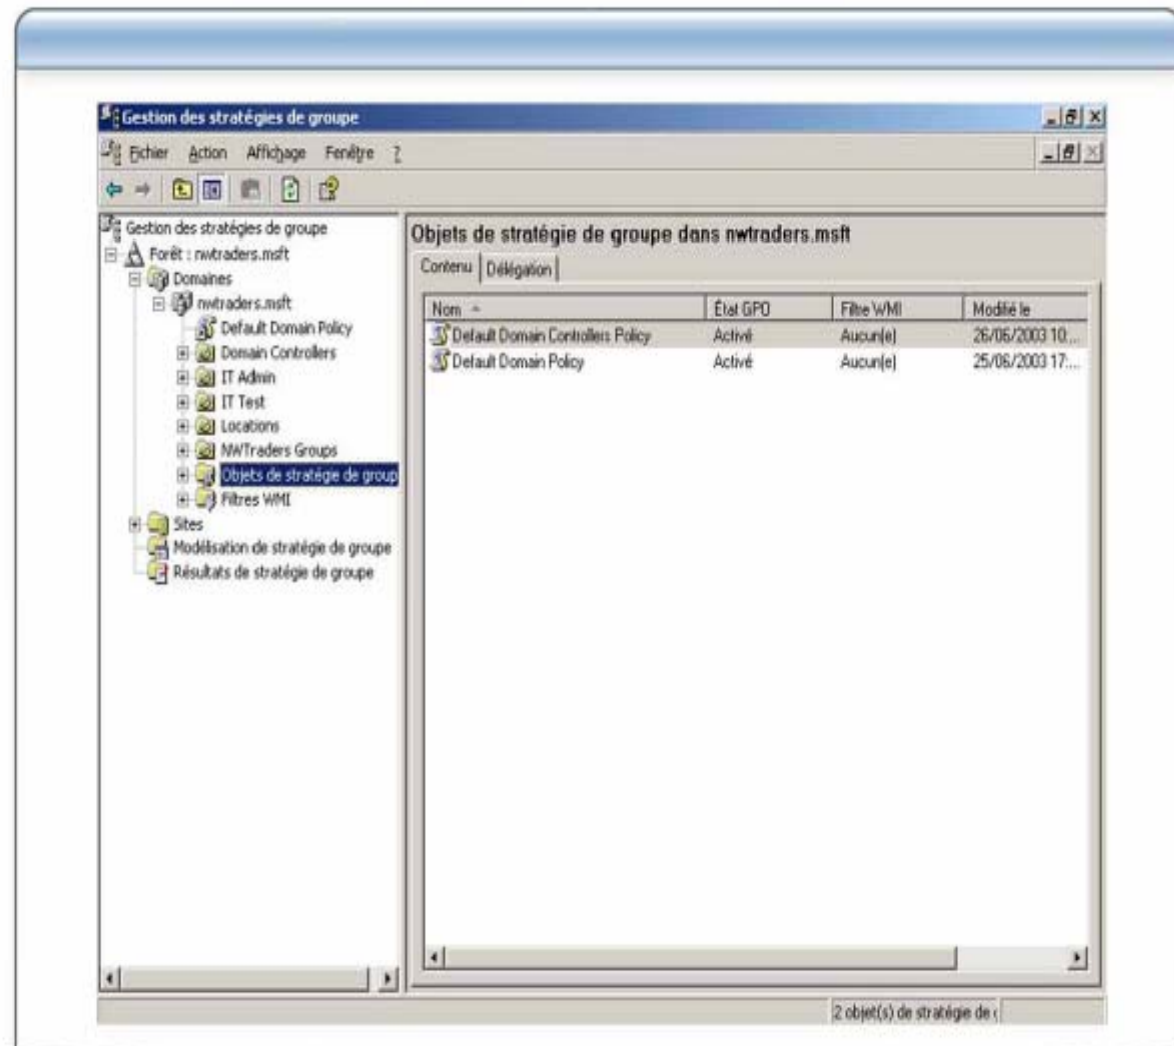 Gestion des stratégies de groupe
Fichier Action Affichage Fenêtre ?
Gestion des stratégies de groupe
Forêt : nwtraders.msft
Domaines
nwtraders.msft
Default Domain Policy
Domain Controllers
IT Admin
IT Test
Locations
NWTraders Groups
Objets de stratégie de group
Filtres WMI
Sites
Modélisation de stratégie de groupe
Résultats de stratégie de groupe
Objets de stratégie de groupe dans nwtraders.msft
Contenu Délégation
Nom État GPO Filtre WMI Modifié le
Default Domain Controllers Policy Activé Aucun(e) 26/06/2003 10:...
Default Domain Policy Activé Aucun(e) 25/06/2003 17:...
2 objet(s) de stratégie de